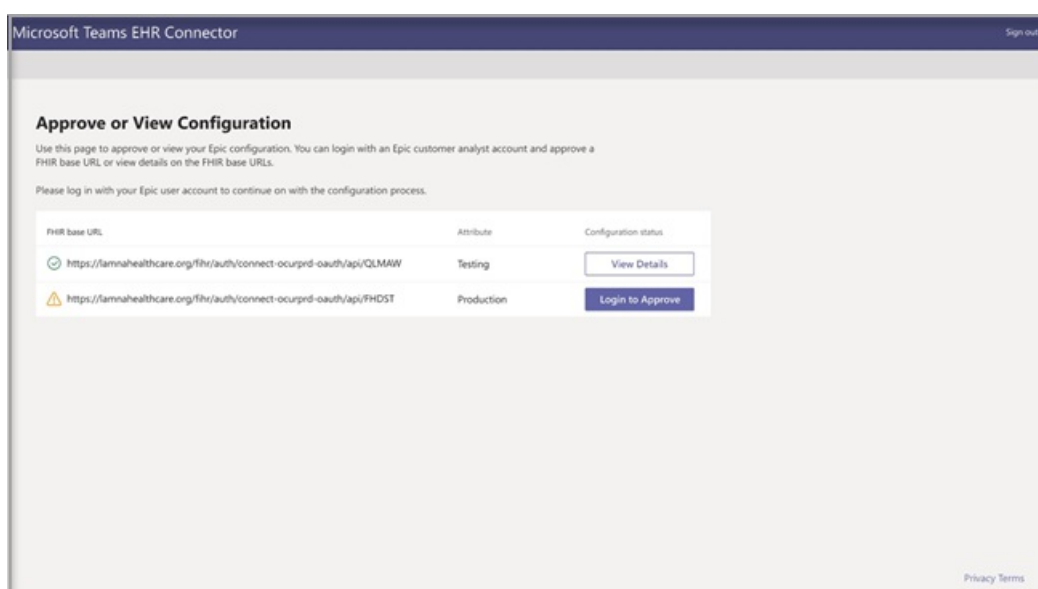 Microsoft Teams EHR Connector
Sign out
Approve or View Configuration
Use this page to approve or view your Epic configuration. You can login with an Epic customer analyst account and approve a
FHIR base URL or view details on the FHIR base URLs.
Please log in with your Epic user account to continue on with the configuration process.
FHIR base URL Attribute Configuration status
https://lamnahealthcare.org/fihr/auth/connect-ocurprd-oauth/api/QLMAW Testing View Details
https://lamnahealthcare.org/fihr/auth/connect-ocurprd-oauth/api/FHDST Production Login to Approve
Privacy Terms